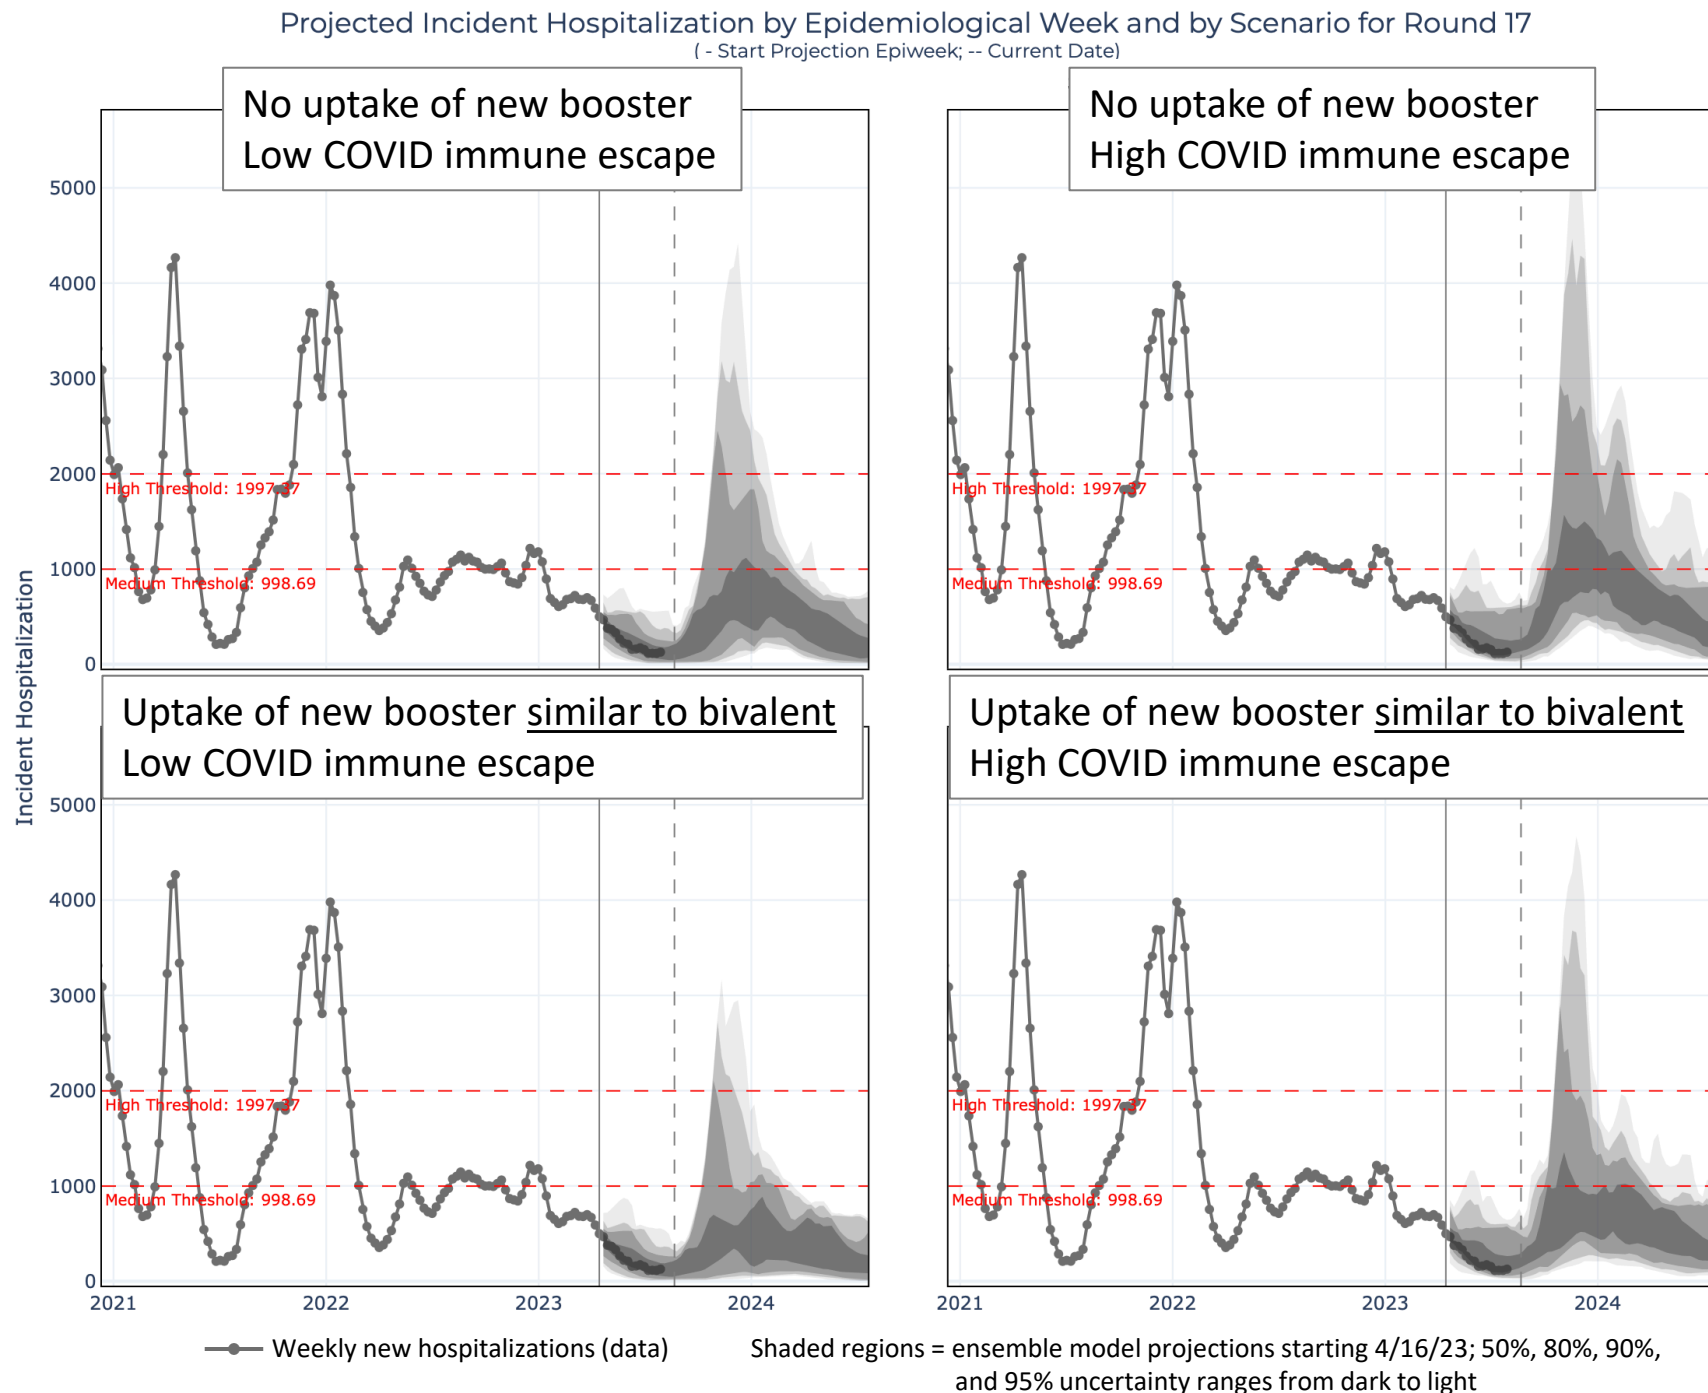 Projected Incident Hospitalization by Epidemiological Week and by Scenario for Round 17
( - Start Projection Epiweek; -- Current Date)
No uptake of new booster
Low COVID immune escape
No uptake of new booster
High COVID immune escape
5000
4000
3000
2000
High Threshold: 1997.37
High Threshold: 1997.37
1000
Medium Threshold: 998.69
Medium Threshold: 998.69
0
Incident Hospitalization
Uptake of new booster similar to bivalent
Low COVID immune escape
Uptake of new booster similar to bivalent
High COVID immune escape
5000
4000
3000
2000
High Threshold: 1997.37
High Threshold: 1997.37
1000
Medium Threshold: 998.69
Medium Threshold: 998.69
0
2021 2022 2023 2024
2021 2022 2023 2024
Weekly new hospitalizations (data)
Shaded regions = ensemble model projections starting 4/16/23; 50%, 80%, 90%,
and 95% uncertainty ranges from dark to light